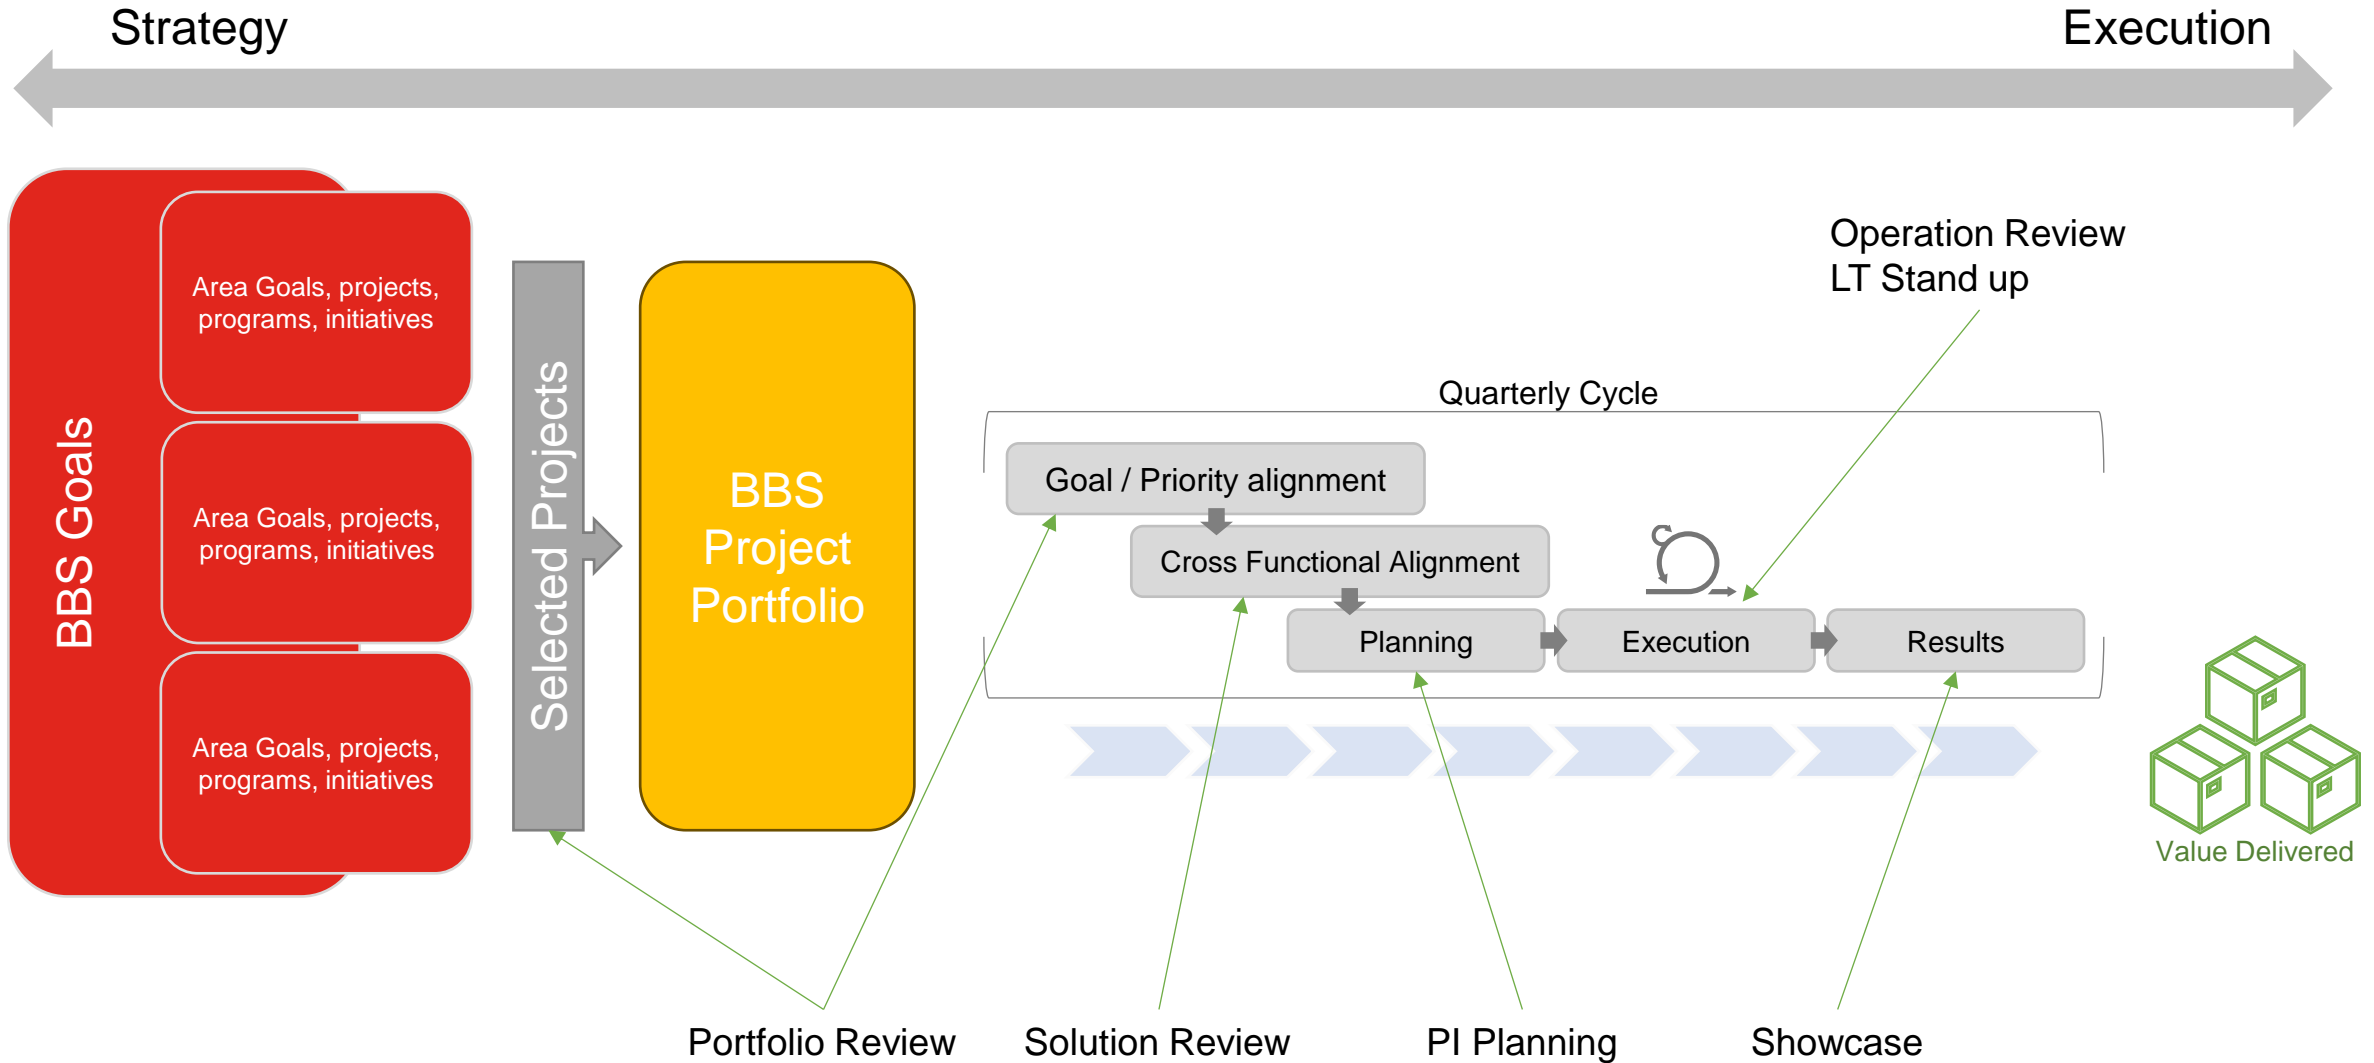 Strategy
Execution
BBS Goals
Area Goals, projects,
programs, initiatives
Area Goals, projects,
programs, initiatives
Area Goals, projects,
programs, initiatives
Selected Projects
BBS
Project
Portfolio
Operation Review
LT Stand up
Quarterly Cycle
Goal / Priority alignment
Cross Functional Alignment
Planning
Execution
Results
Value Delivered
Portfolio Review
Solution Review
PI Planning
Showcase